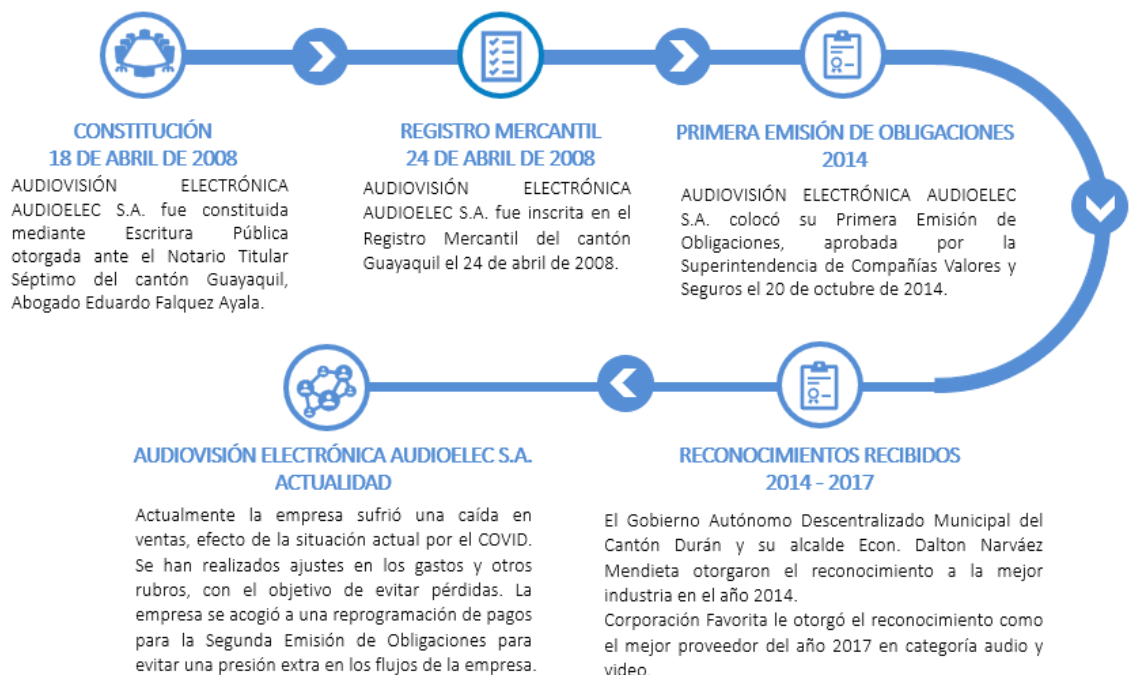 CONSTITUCIÓN
18 DE ABRIL DE 2008
AUDIOVISIÓN ELECTRÓNICA
AUDIOELEC S.A. fue constituida
mediante Escritura Pública
otorgada ante el Notario Titular
Séptimo del cantón Guayaquil,
Abogado Eduardo Falquez Ayala.
REGISTRO MERCANTIL
24 DE ABRIL DE 2008
AUDIOVISIÓN ELECTRÓNICA
AUDIOELEC S.A. fue inscrita en el
Registro Mercantil del cantón
Guayaquil el 24 de abril de 2008.
PRIMERA EMISIÓN DE OBLIGACIONES
2014
AUDIOVISIÓN ELECTRÓNICA AUDIOELEC
S.A. colocó su Primera Emisión de
Obligaciones, aprobada por la
Superintendencia de Compañías Valores y
Seguros el 20 de octubre de 2014.
RECONOCIMIENTOS RECIBIDOS
2014 - 2017
El Gobierno Autónomo Descentralizado Municipal del
Cantón Durán y su alcalde Econ. Dalton Narváez
Mendieta otorgaron el reconocimiento a la mejor
industria en el año 2014.
Corporación Favorita le otorgó el reconocimiento como
el mejor proveedor del año 2017 en categoría audio y
video.
AUDIOVISIÓN ELECTRÓNICA AUDIOELEC S.A.
ACTUALIDAD
Actualmente la empresa sufrió una caída en
ventas, efecto de la situación actual por el COVID.
Se han realizados ajustes en los gastos y otros
rubros, con el objetivo de evitar pérdidas. La
empresa se acogió a una reprogramación de pagos
para la Segunda Emisión de Obligaciones para
evitar una presión extra en los flujos de la empresa.